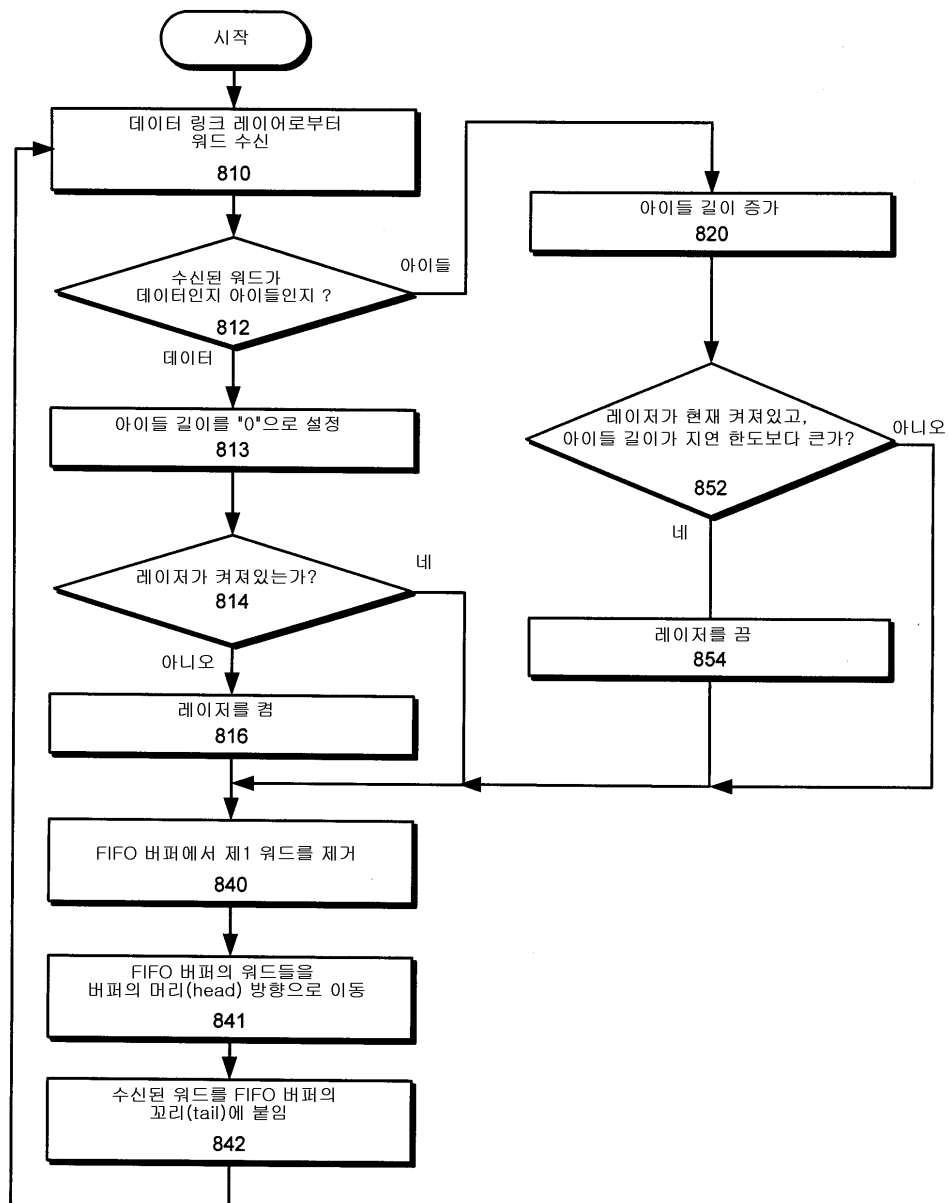 시작
데이터 링크 레이어로부터
워드 수신
810
수신된 워드가
데이터인지 아이들인지 ?
812
아이들
데이터
아이들 길이를 "0"으로 설정
813
레이저가 켜져있는가?
814
네
아니오
레이저를 켬
816
아이들 길이 증가
820
레이저가 현재 켜져있고,
아이들 길이가 지연 한도보다 큰가?
852
아니오
네
레이저를 끔
854
FIFO 버퍼에서 제1 워드를 제거
840
FIFO 버퍼의 워드들을
버퍼의 머리(head) 방향으로 이동
841
수신된 워드를 FIFO 버퍼의
꼬리(tail)에 붙임
842